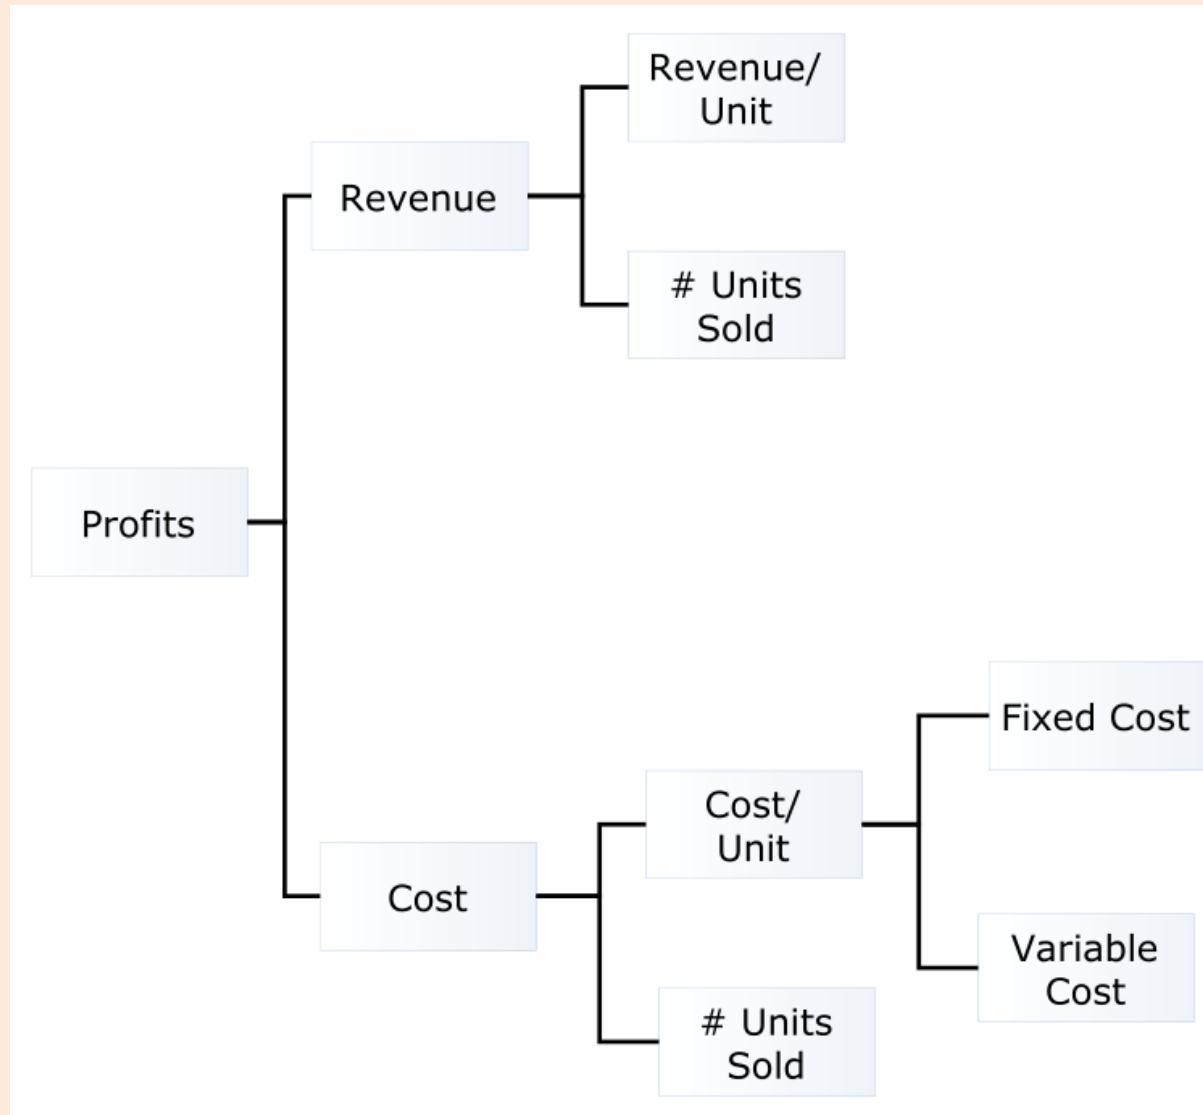 Revenue/
Unit
Revenue
# Units
Sold
Profits
Fixed Cost
Cost/
Unit
Cost
Variable
Cost
# Units
Sold